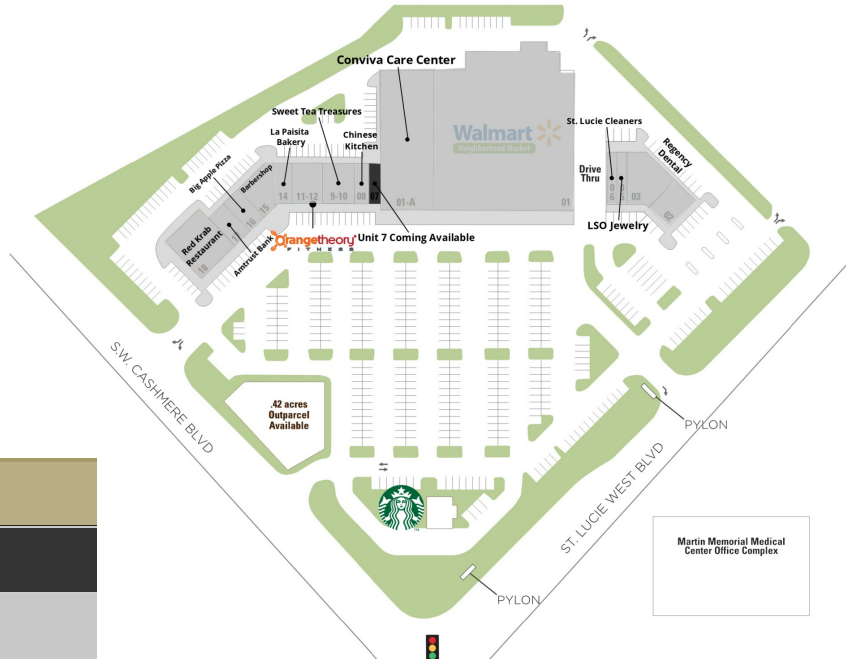 Conviva Care Center
Sweet Tea Treasures
La Paisita
Bakery
Chinese
Kitchen
Big Apple Pizza
Barbershop
Walmart
Neighborhood Market
St. Lucie Cleaners
Regency
Dental
Drive
Thru
14
11-12
9-10
08
07
01-A
01
03
02
15
16
18
Red Krab
Restaurant
Amtrust Bank
Orangetheory
FITNESS
Unit 7 Coming Available
LSO Jewelry
S.W. CASHMERE BLVD
.42 acres
Outparcel
Available
PYLON
ST. LUCIE WEST BLVD
Martin Memorial Medical
Center Office Complex
PYLON